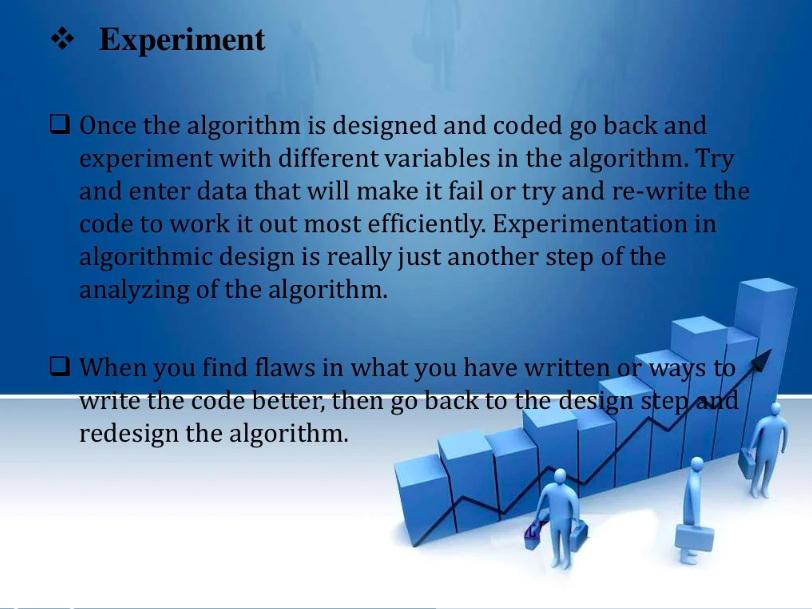 ❖ Experiment
❑ Once the algorithm is designed and coded go back and
experiment with different variables in the algorithm. Try
and enter data that will make it fail or try and re-write the
code to work it out most efficiently. Experimentation in
algorithmic design is really just another step of the
analyzing of the algorithm.
❑ When you find flaws in what you have written or ways to
write the code better, then go back to the design step and
redesign the algorithm.